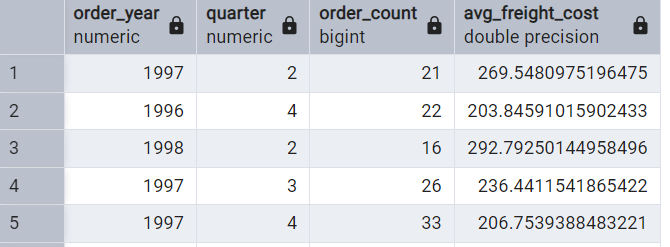 order_year quarter order_count avg_freight_cost
numeric numeric bigint double precision
1 1997 2 21 269.5480975196475
2 1996 4 22 203.84591015902433
3 1998 2 16 292.79250144958496
4 1997 3 26 236.4411541865422
5 1997 4 33 206.7539388483221